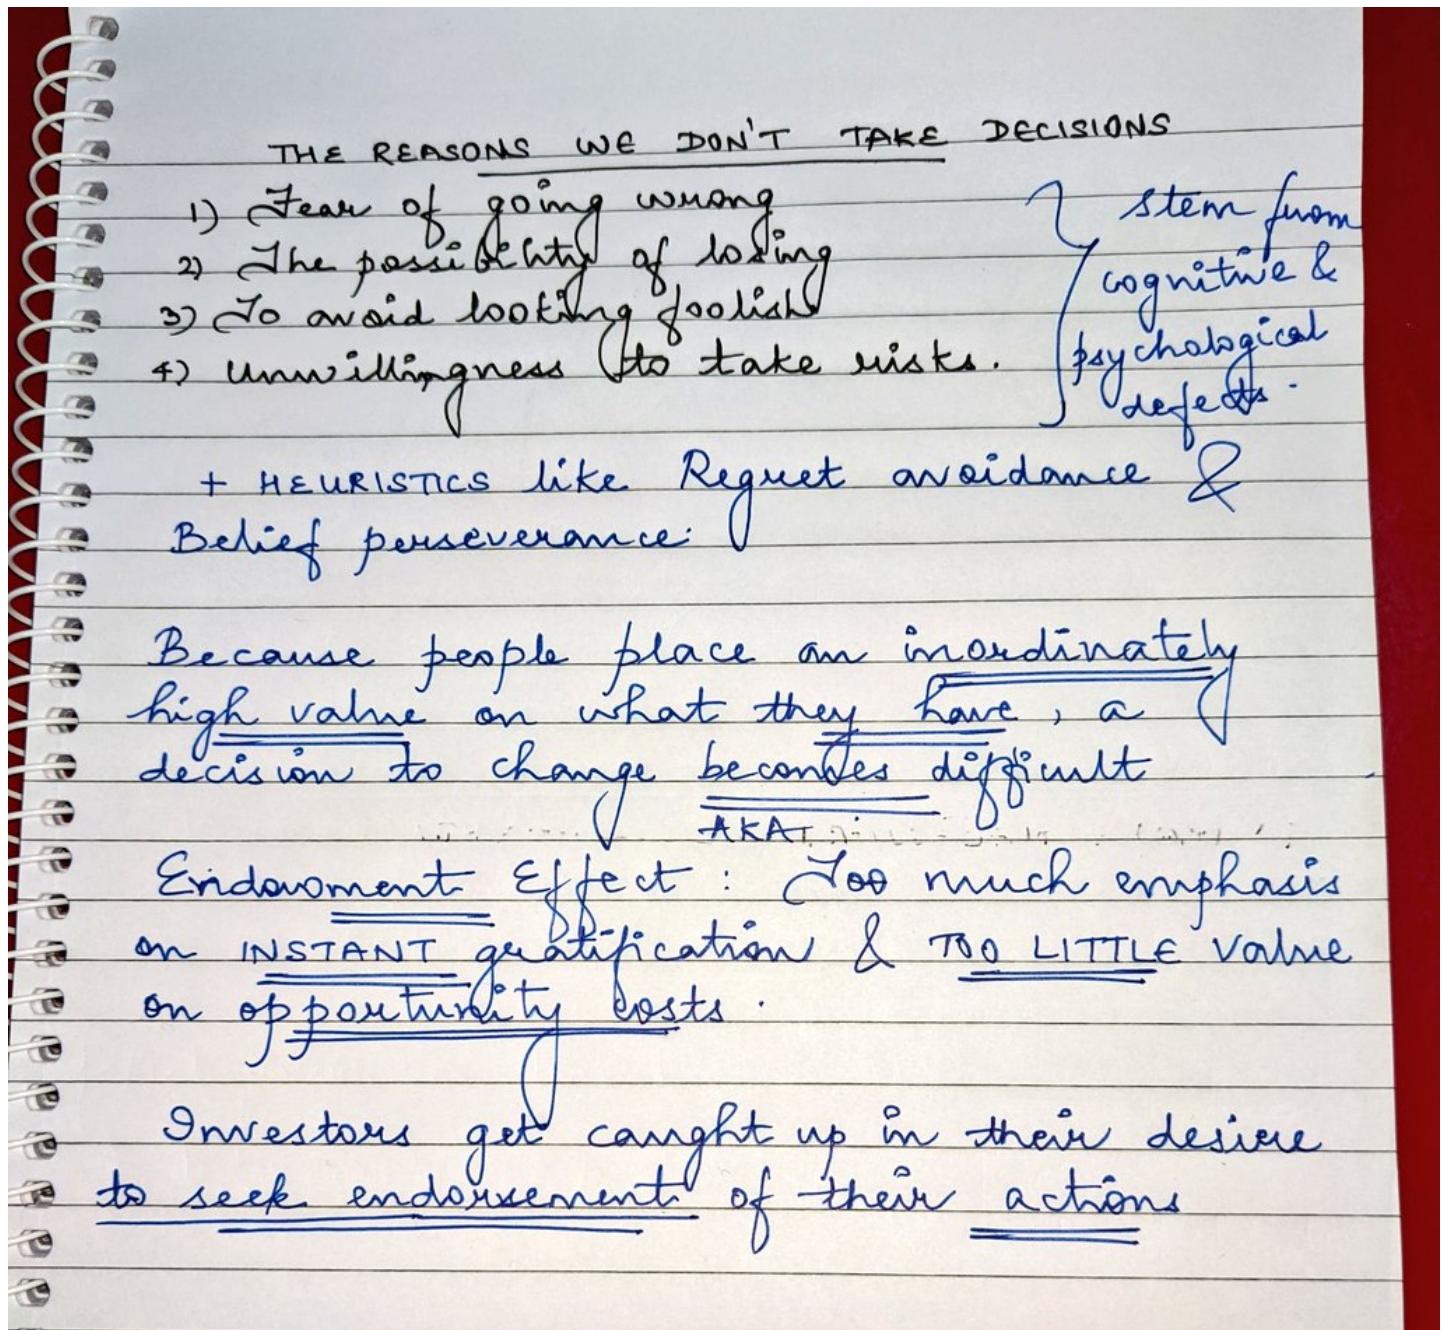 THE REASONS WE DON'T TAKE DECISIONS
1) Fear of going wrong
2) The possibility of losing
3) To avoid looking foolish
4) Unwillingness to take risks.
stem from
cognitive &
psychological
defects.
+ HEURISTICS like Regret avoidance &
Belief perseverance.
Because people place an inordinately
high value on what they have, a
decision to change becomes difficult
AKA
Endowment Effect: Too much emphasis
on INSTANT gratification & TOO LITTLE value
on opportunity costs.
Investors get caught up in their desire
to seek endorsement of their actions